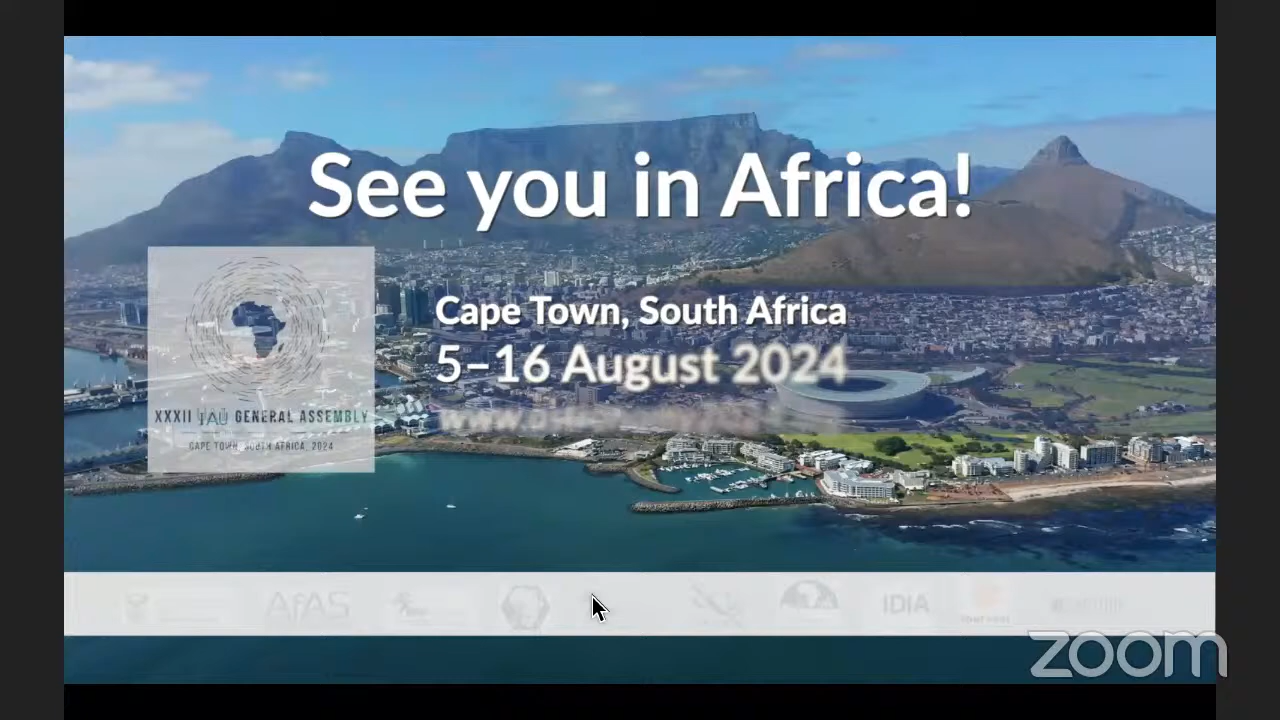 See you in Africa!
Cape Town, South Africa
5–16 August 2024
XXXII IAU GENERAL ASSEMBLY
CAPE TOWN, SOUTH AFRICA, 2024
AfAS
IDIA
zoom